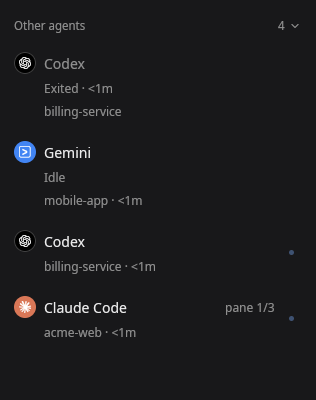 Other agents 4
Codex
Exited · <1m
billing-service
Gemini
Idle
mobile-app · <1m
Codex
billing-service · <1m
Claude Code pane 1/3
acme-web · <1m